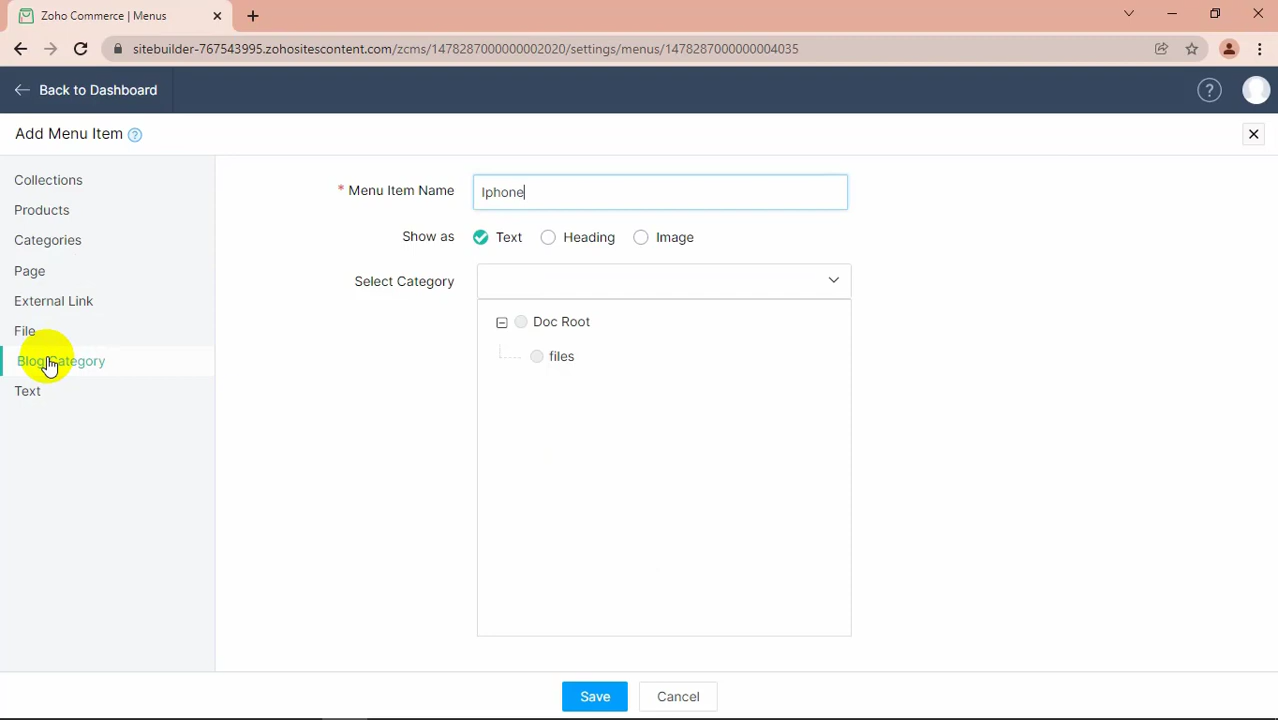 Zoho Commerce | Menus
sitebuilder-767543995.zohositescontent.com/zcms/1478287000000002020/settings/menus/1478287000000004035
Back to Dashboard
Add Menu Item
Collections
Products
Categories
Page
External Link
File
Blog Category
Text
* Menu Item Name
Iphone
Show as
Text
Heading
Image
Select Category
Doc Root
files
Save
Cancel